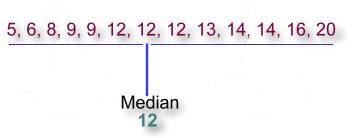 5, 6, 8, 9, 9, 12, 12, 12, 13, 14, 14, 16, 20
Median
12